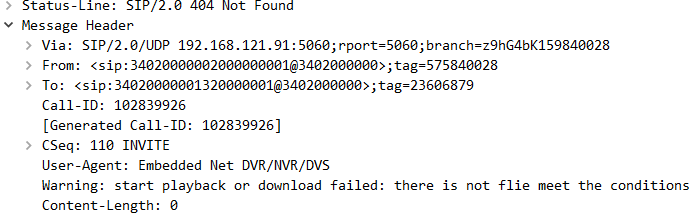 Status-Line: SIP/2.0 404 Not Found
Message Header
Via: SIP/2.0/UDP 192.168.121.91:5060;rport=5060;branch=z9hG4bK159840028
From: <sip:34020000002000000001@3402000000>;tag=575840028
To: <sip:34020000001320000001@3402000000>;tag=23606879
Call-ID: 102839926
[Generated Call-ID: 102839926]
CSeq: 110 INVITE
User-Agent: Embedded Net DVR/NVR/DVS
Warning: start playback or download failed: there is not flie meet the conditions
Content-Length: 0